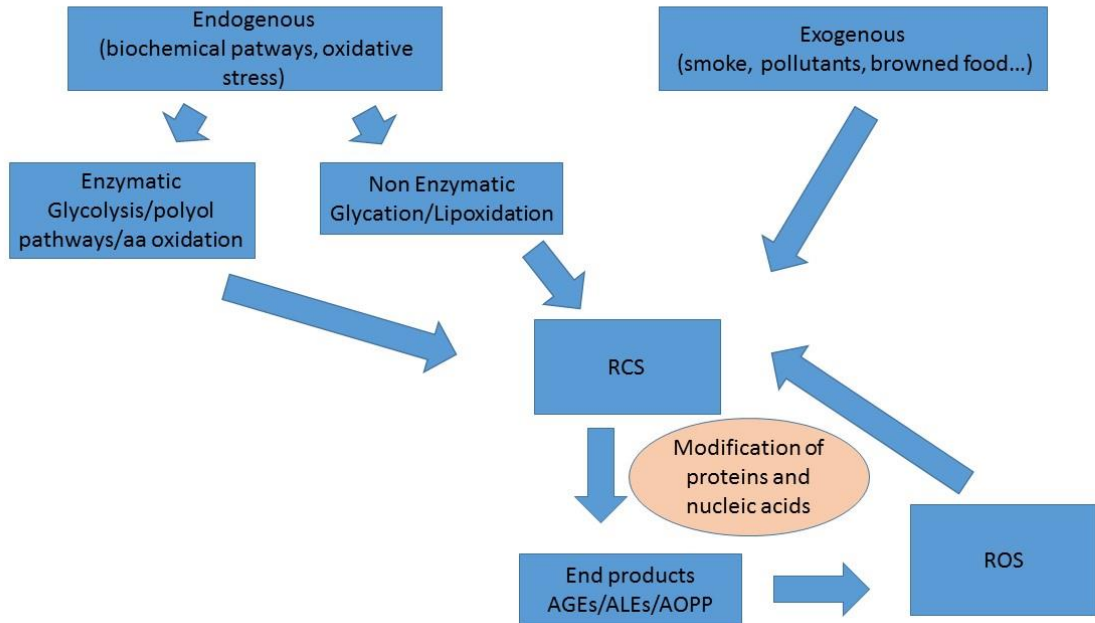 Endogenous
(biochemical patways, oxidative
stress)
Exogenous
(smoke, pollutants, browned food...)
Enzymatic
Glycolysis/polyol
pathways/aa oxidation
Non Enzymatic
Glycation/Lipoxidation
RCS
Modification of
proteins and
nucleic acids
End products
AGEs/ALEs/AOPP
ROS